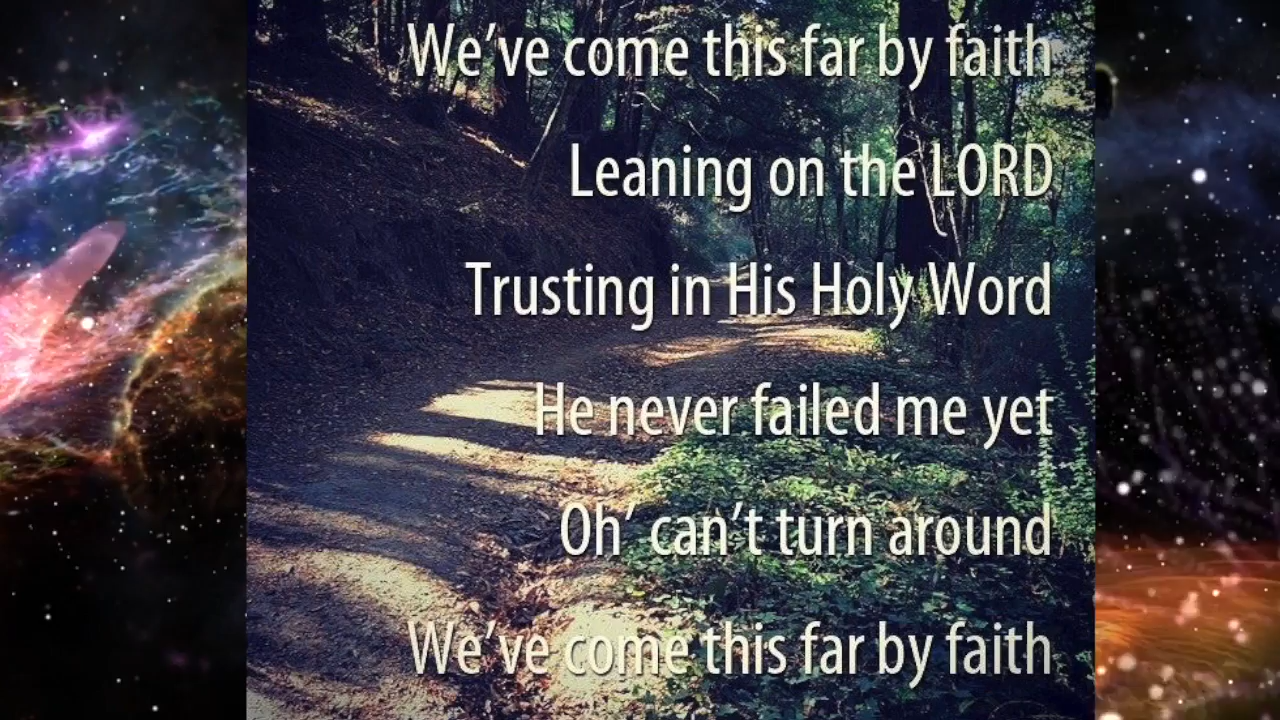 We've come this far by faith
Leaning on the LORD
Trusting in His Holy Word
He never failed me yet
Oh' can't turn around
We've come this far by faith